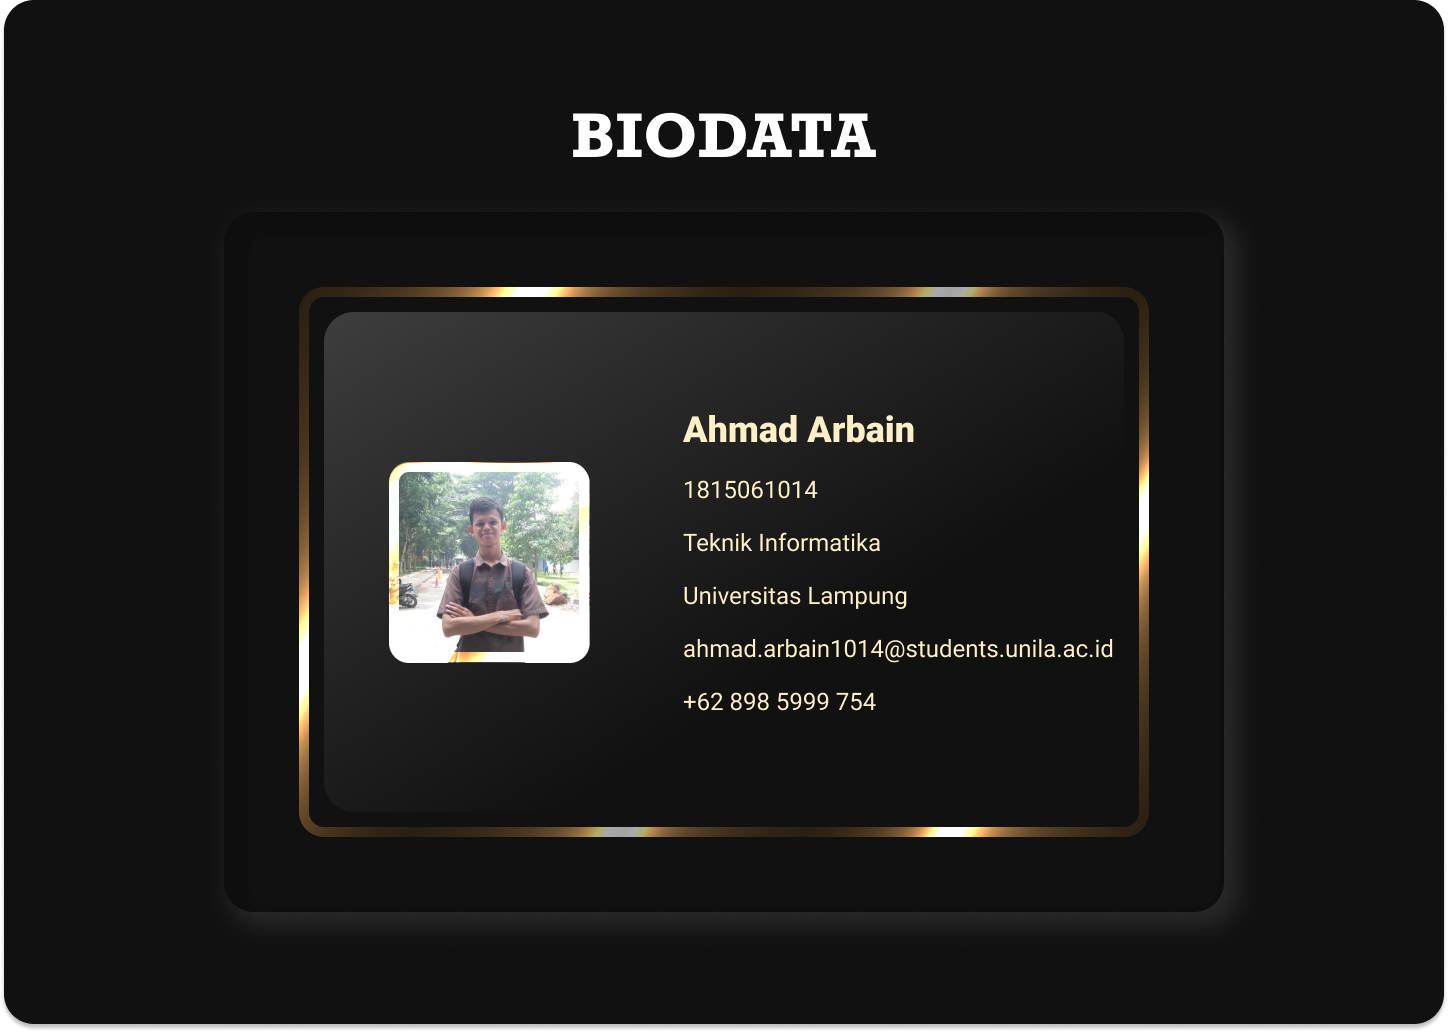 BIODATA
Ahmad Arbain
1815061014
Teknik Informatika
Universitas Lampung
ahmad.arbain1014@students.unila.ac.id
+62 898 5999 754